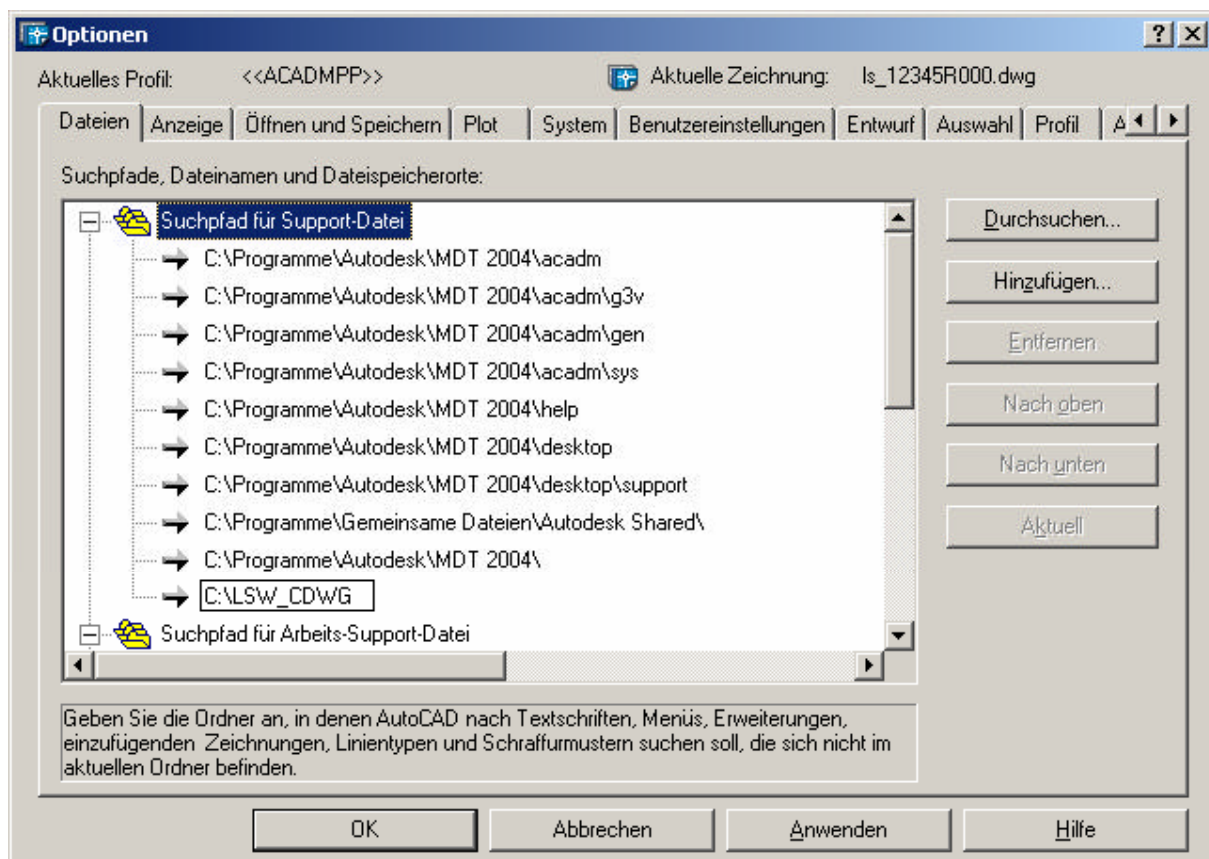 Optionen
Aktuelles Profil: <<ACADMPP>> Aktuelle Zeichnung: ls_12345R000.dwg
Dateien Anzeige Öffnen und Speichern Plot System Benutzereinstellungen Entwurf Auswahl Profil A
Suchpfade, Dateinamen und Dateispeicherorte:
Suchpfad für Support-Datei
C:\Programme\Autodesk\MDT 2004\acadm
C:\Programme\Autodesk\MDT 2004\acadm\g3v
C:\Programme\Autodesk\MDT 2004\acadm\gen
C:\Programme\Autodesk\MDT 2004\acadm\sys
C:\Programme\Autodesk\MDT 2004\help
C:\Programme\Autodesk\MDT 2004\desktop
C:\Programme\Autodesk\MDT 2004\desktop\support
C:\Programme\Gemeinsame Dateien\Autodesk Shared\
C:\Programme\Autodesk\MDT 2004\
C:\LSW_CDWG
Suchpfad für Arbeits-Support-Datei
Durchsuchen...
Hinzufügen...
Entfernen
Nach oben
Nach unten
Aktuell
Geben Sie die Ordner an, in denen AutoCAD nach Textschriften, Menüs, Erweiterungen,
einzufügenden Zeichnungen, Linientypen und Schraffurmustern suchen soll, die sich nicht im
aktuellen Ordner befinden.
OK Abbrechen Anwenden Hilfe